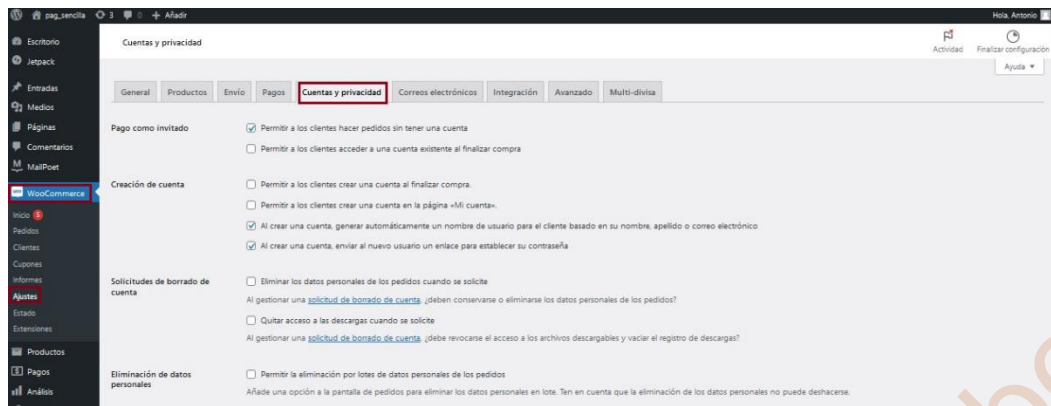 pag_sencilla 3 0 + Añadir
Hola, Antonio
Escritorio
Jetpack
Entradas
Medios
Páginas
Comentarios
MailPoet
WooCommerce
Inicio 5
Pedidos
Clientes
Cupones
Informes
Ajustes
Estado
Extensiones
Productos
Pagos
Análisis
Cuentas y privacidad
Actividad
Finalizar configuración
Ayuda
General Productos Envío Pagos Cuentas y privacidad Correos electrónicos Integración Avanzado Multi-divisa
Pago como invitado
Permitir a los clientes hacer pedidos sin tener una cuenta
Permitir a los clientes acceder a una cuenta existente al finalizar compra
Creación de cuenta
Permitir a los clientes crear una cuenta al finalizar compra.
Permitir a los clientes crear una cuenta en la página «Mi cuenta».
Al crear una cuenta, generar automáticamente un nombre de usuario para el cliente basado en su nombre, apellido o correo electrónico
Al crear una cuenta, enviar al nuevo usuario un enlace para establecer su contraseña
Solicitudes de borrado de
cuenta
Eliminar los datos personales de los pedidos cuando se solicite
Al gestionar una solicitud de borrado de cuenta, ¿deben conservarse o eliminarse los datos personales de los pedidos?
Quitar acceso a las descargas cuando se solicite
Al gestionar una solicitud de borrado de cuenta, ¿debe revocarse el acceso a los archivos descargables y vaciar el registro de descargas?
Eliminación de datos
personales
Permitir la eliminación por lotes de datos personales de los pedidos
Añade una opción a la pantalla de pedidos para eliminar los datos personales en lote. Ten en cuenta que la eliminación de los datos personales no puede deshacerse.